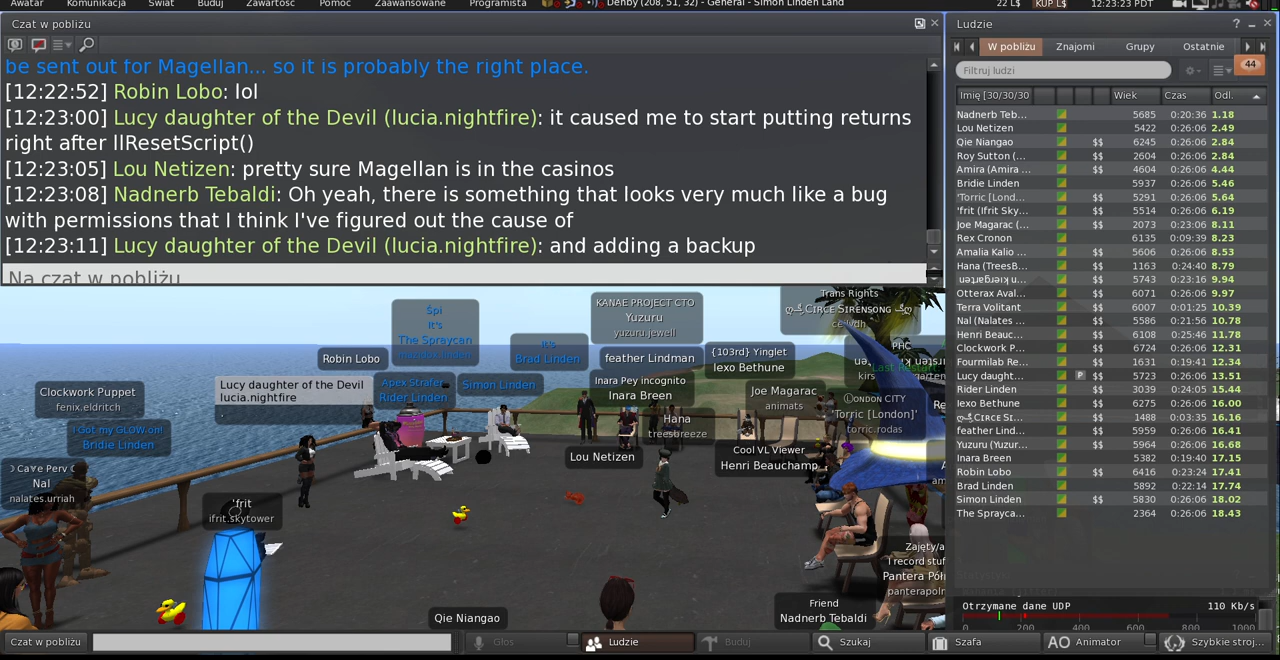 Awatar Komunikacja Świat Buduj Zawartość Pomoc Zaawansowane Programista Denby (208, 51, 32) - General - Simon Linden Land 22 L$ KUP L$ 12:23:23 PDT
Czat w pobliżu
be sent out for Magellan... so it is probably the right place.
[12:22:52] Robin Lobo: lol
[12:23:00] Lucy daughter of the Devil (lucia.nightfire): it caused me to start putting returns
right after llResetScript()
[12:23:05] Lou Netizen: pretty sure Magellan is in the casinos
[12:23:08] Nadnerb Tebaldi: Oh yeah, there is something that looks very much like a bug
with permissions that I think I've figured out the cause of
[12:23:11] Lucy daughter of the Devil (lucia.nightfire): and adding a backup
Na czat w pobliżu
Śpi
It's
The Spraycan
KANAE PROJECT CTO
Yuzuru
yuzuru.jewell
Trans Rights
Robin Lobo
It's
Brad Linden
feather Lindman
{103rd} Yinglet
Iexo Bethune
PHC
Last Restart
Clockwork Puppet
fenix.eldritch
Lucy daughter of the Devil
lucia.nightfire
Apex Strafer
Rider Linden
Simon Linden
Inara Pey incognito
Inara Breen
Joe Magarac
animats
LONDON CITY
'Torric [London]'
torric.rodas
I Got my GLOW on!
Bridie Linden
Hana
treesbreeze
Lou Netizen
Cool VL Viewer
Henri Beauchamp
Nal
nalates.urriah
'frit
ifrit.skytower
Zajęty/a
I record stuf
Pantera Półn
panterapoln
Qie Niangao
Friend
Nadnerb Tebaldi
Ludzie
W pobliżu Znajomi Grupy Ostatnie
Filtruj ludzi
44
Imię [30/30/30 Wiek Czas Odl.
Nadnerb Teb... 5685 0:20:36 1.18
Lou Netizen 5422 0:26:06 2.49
Qie Niangao $$ 6245 0:26:06 2.84
Roy Sutton (... $$ 2604 0:26:06 2.84
Amira (Amira ... $$ 4604 0:26:06 4.44
Bridie Linden 5937 0:26:06 5.46
'Torric [Lond... $$ 5291 0:26:06 5.64
'frit (Ifrit Sky... $$ 5514 0:26:06 6.19
Joe Magarac (... $$ 2073 0:23:06 8.11
Rex Cronon 6135 0:09:39 8.23
Amalia Kalio ... $$ 5606 0:26:06 8.53
Hana (TreesB... $$ 1163 0:24:40 8.79
$$ 5743 0:23:16 9.94
Otterax Aval... $$ 6071 0:26:06 9.97
Terra Volitant $$ 6007 0:01:25 10.39
Nal (Nalates ... $$ 5586 0:21:56 10.78
Henri Beauc... $$ 6108 0:25:46 11.78
Clockwork P... $$ 6724 0:26:06 12.31
Fourmilab Re... $$ 1631 0:19:41 12.34
Lucy daught... P $$ 5723 0:26:06 13.51
Rider Linden $$ 3039 0:24:05 15.44
Iexo Bethune $$ 6107 0:26:06 16.00
$$ 1488 0:03:35 16.16
feather Lind... $$ 5959 0:26:06 16.41
Yuzuru (Yuzur... $$ 5964 0:26:06 16.68
Inara Breen 5382 0:19:40 17.15
Robin Lobo $$ 6416 0:23:24 17.41
Brad Linden 5892 0:22:14 17.74
Simon Linden $$ 5830 0:26:06 18.02
The Sprayca... 2364 0:26:06 18.43
Otrzymane dane UDP 110 Kb/s
0 200 400 600 800 1000
Czat w pobliżu Głos Ludzie Buduj Szukaj Szafa AO Animator Szybkie stroj...